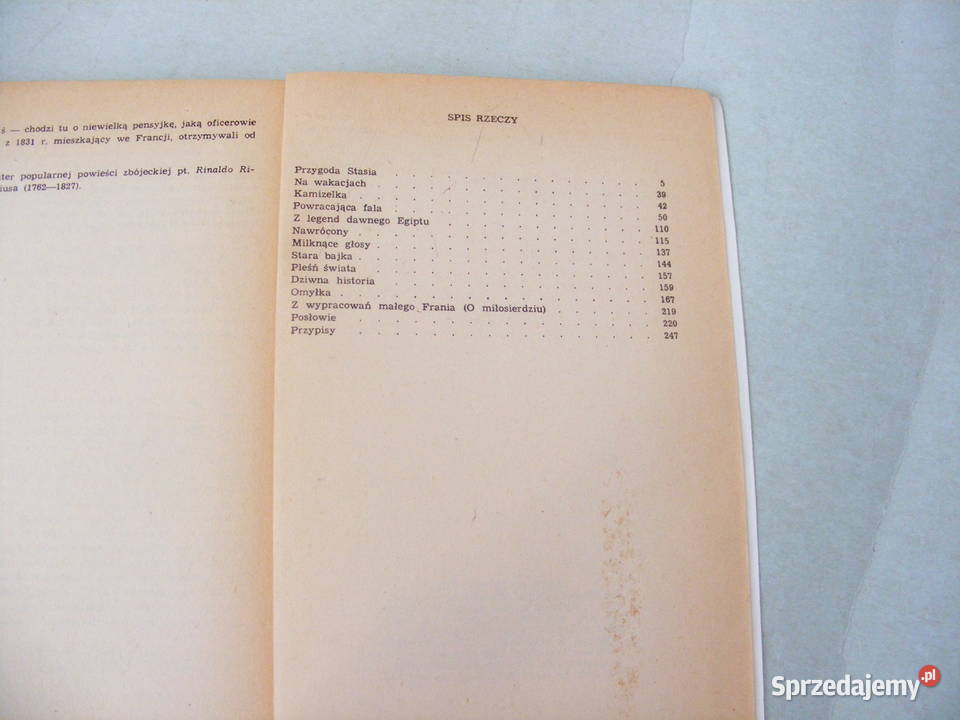 ś — chodzi tu o niewielką pensyjkę, jaką oficerowie
z 1831 r. mieszkający we Francji, otrzymywali od
ter popularnej powieści zbójeckiej pt. Rinaldo Ri-
iusa (1762—1827).
SPIS RZECZY
Przygoda Stasia . . . . . . . . . . . . . . 5
Na wakacjach . . . . . . . . . . . . . . 39
Kamizelka . . . . . . . . . . . . . . 42
Powracająca fala . . . . . . . . . . . . . . 50
Z legend dawnego Egiptu . . . . . . . . . . . . 110
Nawrócony . . . . . . . . . . . . . . 115
Milknące głosy . . . . . . . . . . . . . . 137
Stara bajka . . . . . . . . . . . . . . 144
Pleśń świata . . . . . . . . . . . . . . 157
Dziwna historia . . . . . . . . . . . . . . 159
Omyłka . . . . . . . . . . . . . . 167
Z wypracowań małego Frania (O miłosierdziu) . . . . . 219
Posłowie . . . . . . . . . . . . . . 220
Przypisy . . . . . . . . . . . . . . 247
Sprzedajemy.pl